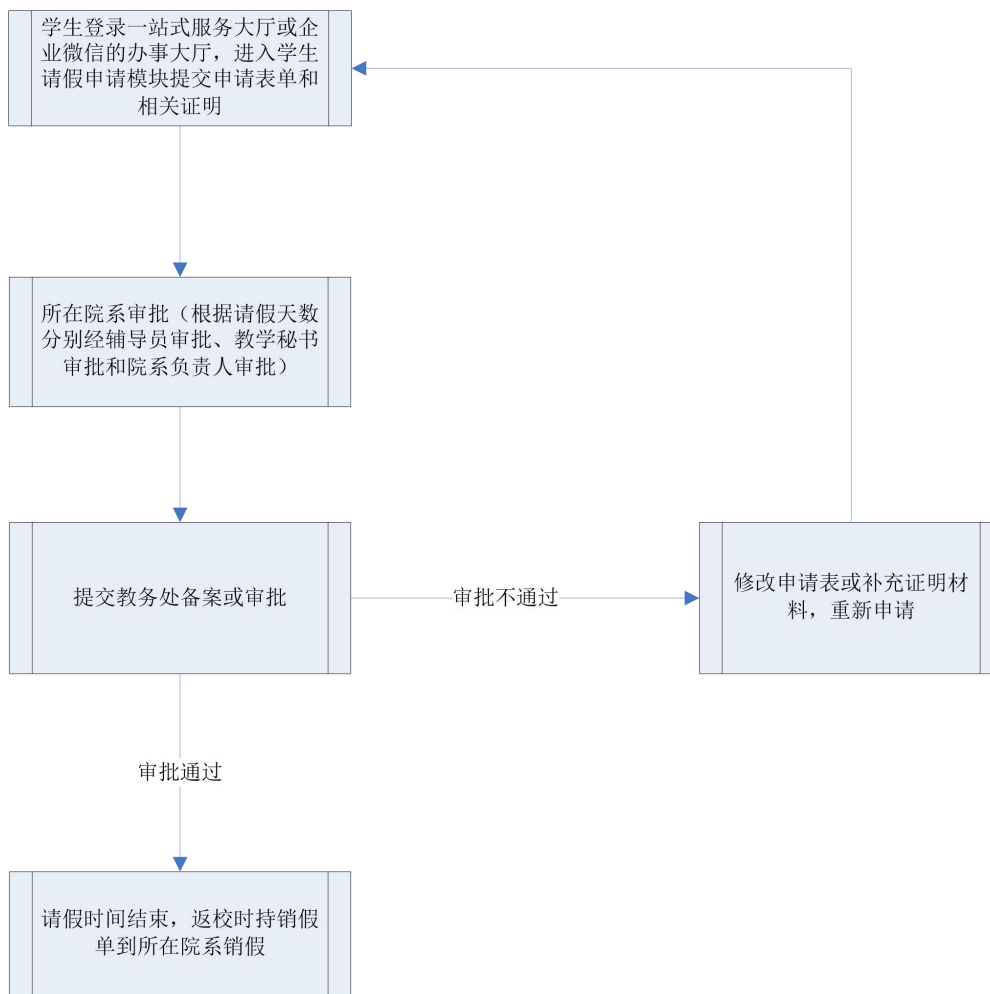 学生登录一站式服务大厅或企
业微信的办事大厅，进入学生
请假申请模块提交申请表单和
相关证明
所在院系审批（根据请假天数
分别经辅导员审批、教学秘书
审批和院系负责人审批）
提交教务处备案或审批
审批不通过
修改申请表或补充证明材
料，重新申请
审批通过
请假时间结束，返校时持销假
单到所在院系销假